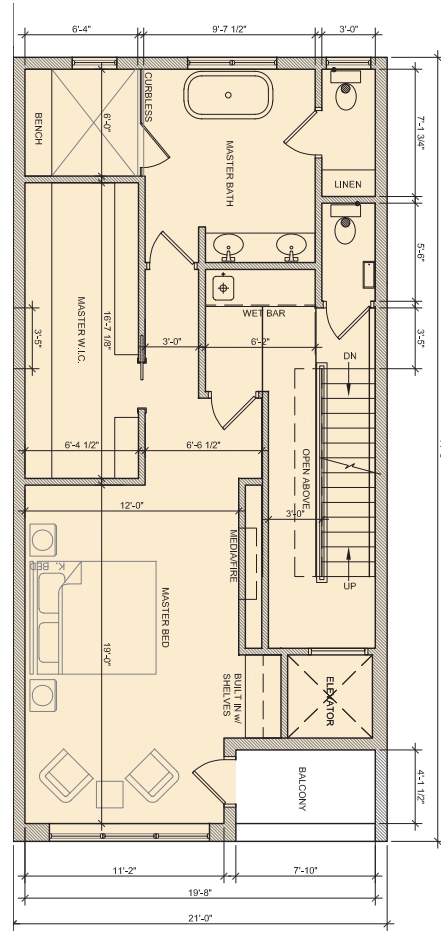 6'-4"
9'-7 1/2"
3'-0"
BENCH
6'-0"
CURBLESS
MASTER BATH
7'-1 3/4"
LINEN
5'-6"
MASTER W.I.C.
16'-7 1/8"
3'-5"
WET BAR
3'-0"
6'-2"
3'-5"
DN
6'-4 1/2"
6'-6 1/2"
OPEN ABOVE
12'-0"
3'-0"
MEDIA/FIRE
K. BED
MASTER BED
UP
19'-0"
BUILT IN w/
SHELVES
ELEVATOR
BALCONY
4'-1 1/2"
11'-2"
7'-10"
19'-8"
21'-0"